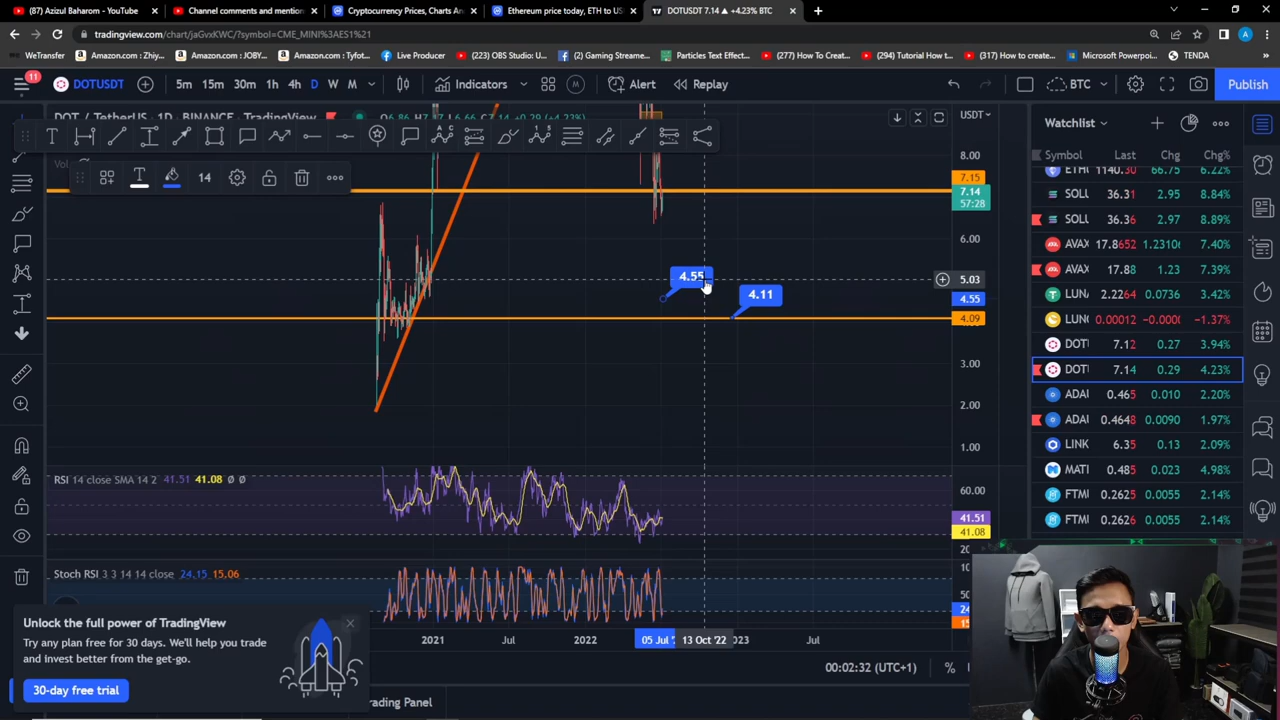 (87) Azizul Baharom - YouTube
Channel comments and mention
Cryptocurrency Prices, Charts An
Ethereum price today, ETH to US
DOTUSDT 7.14 ▲ +4.23% BTC
tradingview.com/chart/jaGvxKWC/?symbol=CME_MINI%3AES1%21
WeTransfer
Amazon.com : Zhiy...
Amazon.com: JOBY...
Amazon.com : Tyfot...
Live Producer
(223) OBS Studio: U...
Gaming Streame...
Particles Text Effect...
(277) How To Creat...
(294) Tutorial How t...
(317) How to create...
Microsoft Powerpoi...
TENDA
11
DOTUSDT
5m 15m 30m 1h 4h D W M
Indicators
Alert
Replay
BTC
Publish
DOT / TetherUS · 1D · BINANCE · TradingView
USDT
Vol
14
8.00
7.15
7.14
57:28
6.00
5.03
4.55
4.09
3.00
2.00
1.00
4.55
4.11
RSI 14 close SMA 14 2 41.51 41.08 Ø Ø
60.00
41.51
41.08
Stoch RSI 3 3 14 14 close 24.15 15.06
2021 Jul 2022 05 Jul '2 13 Oct '22 023 Jul
Watchlist
Symbol Last Chg Chg%
ETH 1140.30 66.75 6.22%
SOLL 36.31 2.95 8.84%
SOLL 36.36 2.97 8.89%
AVAX 17.8652 1.2310 7.40%
AVAX 17.88 1.23 7.39%
LUN 2.2264 0.0736 3.42%
LUNC 0.00012 -0.0000 -1.37%
DOT 7.12 0.27 3.94%
DOT 7.14 0.29 4.23%
ADA 0.465 0.010 2.20%
ADA 0.4648 0.0090 1.97%
LINK 6.35 0.13 2.09%
MATI 0.485 0.023 4.98%
FTM 0.2625 0.0055 2.14%
FTM 0.2626 0.0055 2.14%
Unlock the full power of TradingView
Try any plan free for 30 days. We'll help you trade
and Invest better from the get-go.
30-day free trial
00:02:32 (UTC+1)
%
rading Panel